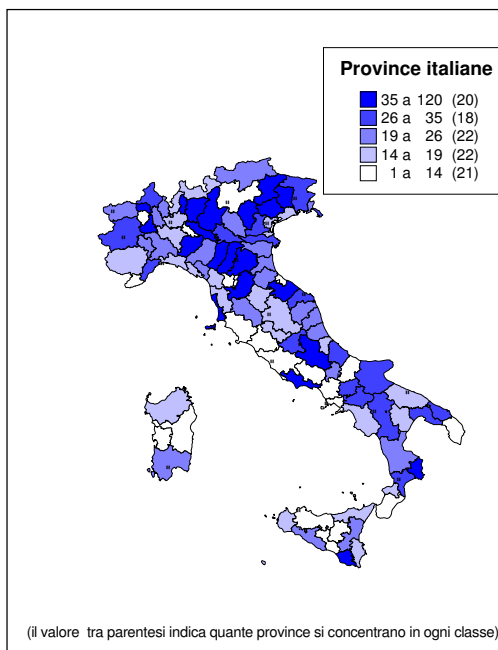 Province italiane
35 a 120 (20)
26 a 35 (18)
19 a 26 (22)
14 a 19 (22)
1 a 14 (21)
(il valore tra parentesi indica quante province si concentrano in ogni classe)